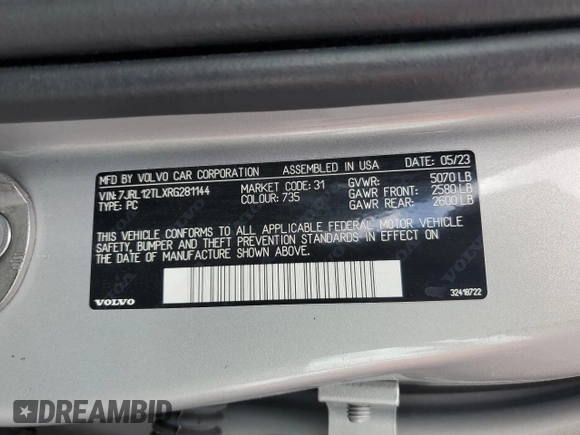 MFD BY VOLVO CAR CORPORATION ASSEMBLED IN USA DATE: 05/23
VIN: 7JRL12TLXRG281144 MARKET CODE: 31 GVWR: 5070 LB
TYPE: PC COLOUR: 735 GAWR FRONT: 2580 LB
GAWR REAR: 2600 LB
THIS VEHICLE CONFORMS TO ALL APPLICABLE FEDERAL MOTOR VEHICLE
SAFETY, BUMPER AND THEFT PREVENTION STANDARDS IN EFFECT ON
THE DATE OF MANUFACTURE SHOWN ABOVE.
VOLVO 32418722
DREAMBID